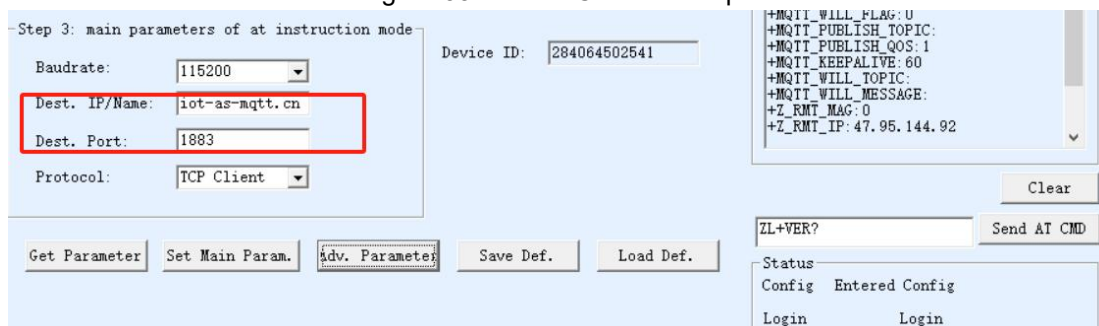 Step 3: main parameters of at instruction mode
Baudrate: 115200
Dest. IP/Name: iot-as-mqtt.cn
Dest. Port: 1883
Protocol: TCP Client
Device ID: 284064502541
+MQTT_WILL_FLAG:0
+MQTT_PUBLISH_TOPIC:
+MQTT_PUBLISH_QOS:1
+MQTT_KEEPALIVE:60
+MQTT_WILL_TOPIC:
+MQTT_WILL_MESSAGE:
+Z_RMT_MAG:0
+Z_RMT_IP:47.95.144.92
Clear
ZL+VER? Send AT CMD
Get Parameter Set Main Param. Adv. Parameter Save Def. Load Def.
Status
Config Entered Config
Login Login